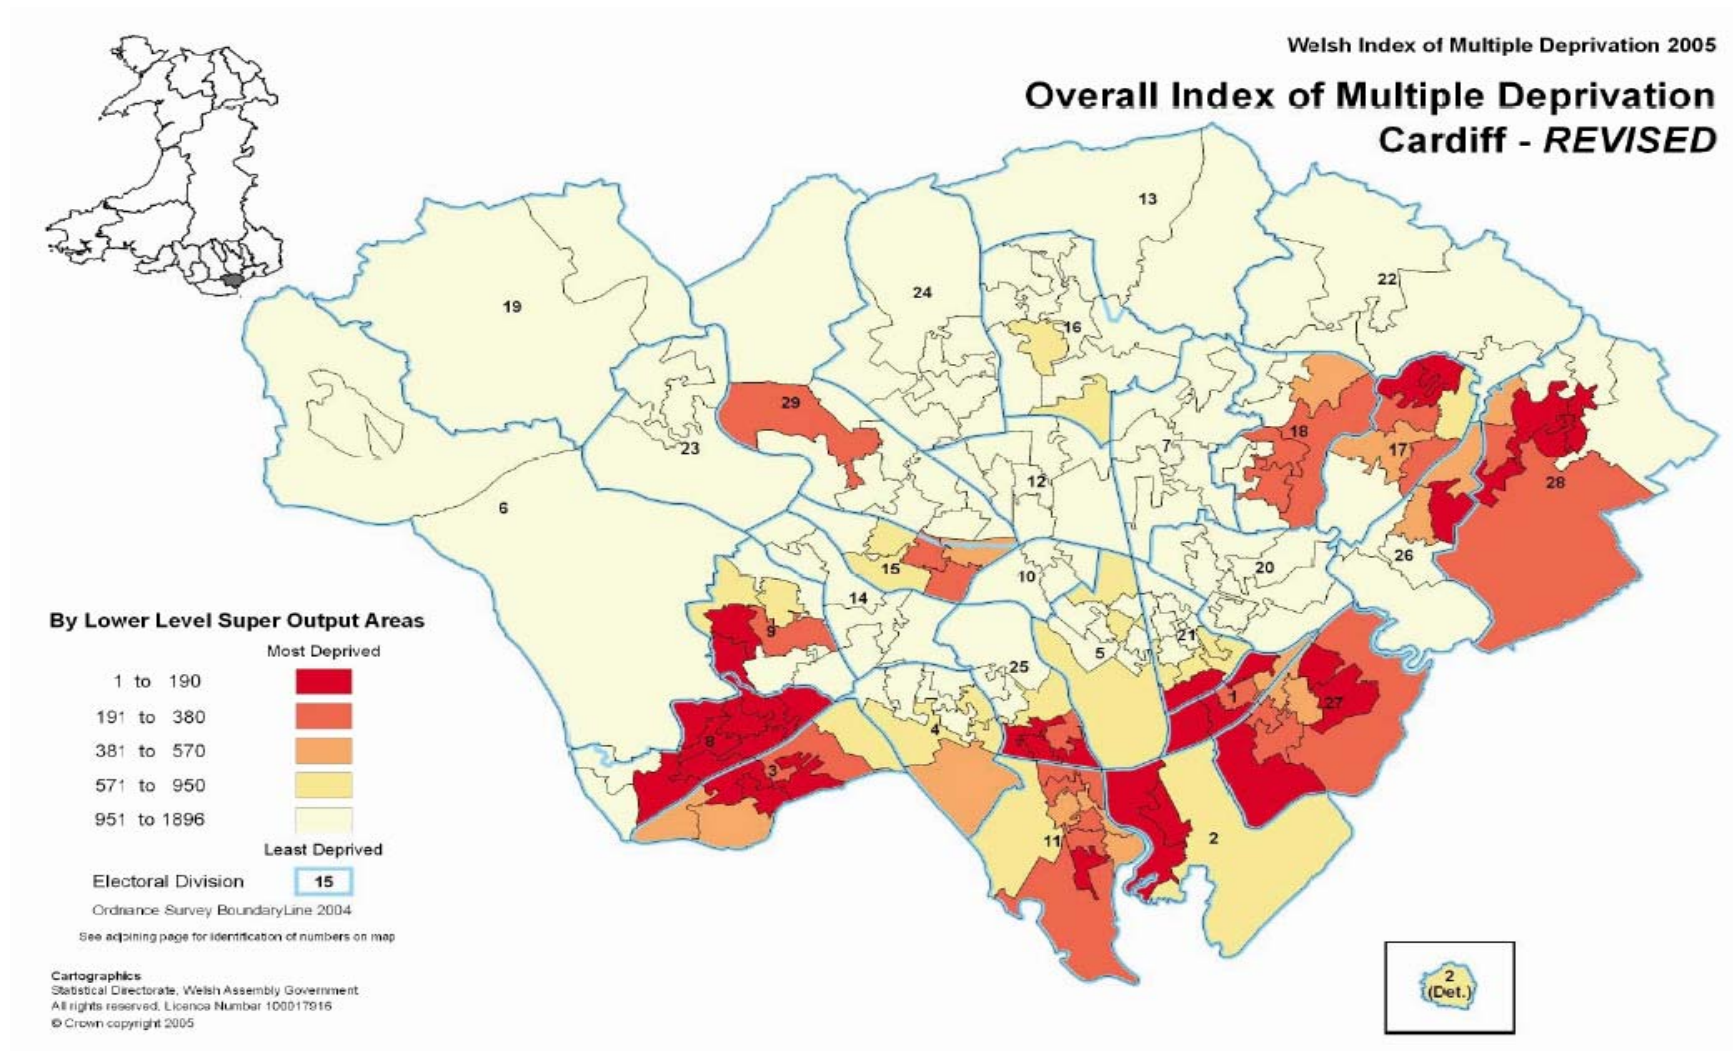 Welsh Index of Multiple Deprivation 2005
Overall Index of Multiple Deprivation
Cardiff - REVISED
13
22
19
24
16
29
23
18
7
17
12
28
6
15
10
20
26
14
9
21
5
25
1
27
8
4
3
11
2
By Lower Level Super Output Areas
Most Deprived
1 to 190
191 to 380
381 to 570
571 to 950
951 to 1896
Least Deprived
Electoral Division 15
Ordnance Survey BoundaryLine 2004
See adjoining page for identification of numbers on map
Cartographics
Statistical Directorate, Welsh Assembly Government
All rights reserved, Licence Number 100017916
© Crown copyright 2005
2
(Det.)